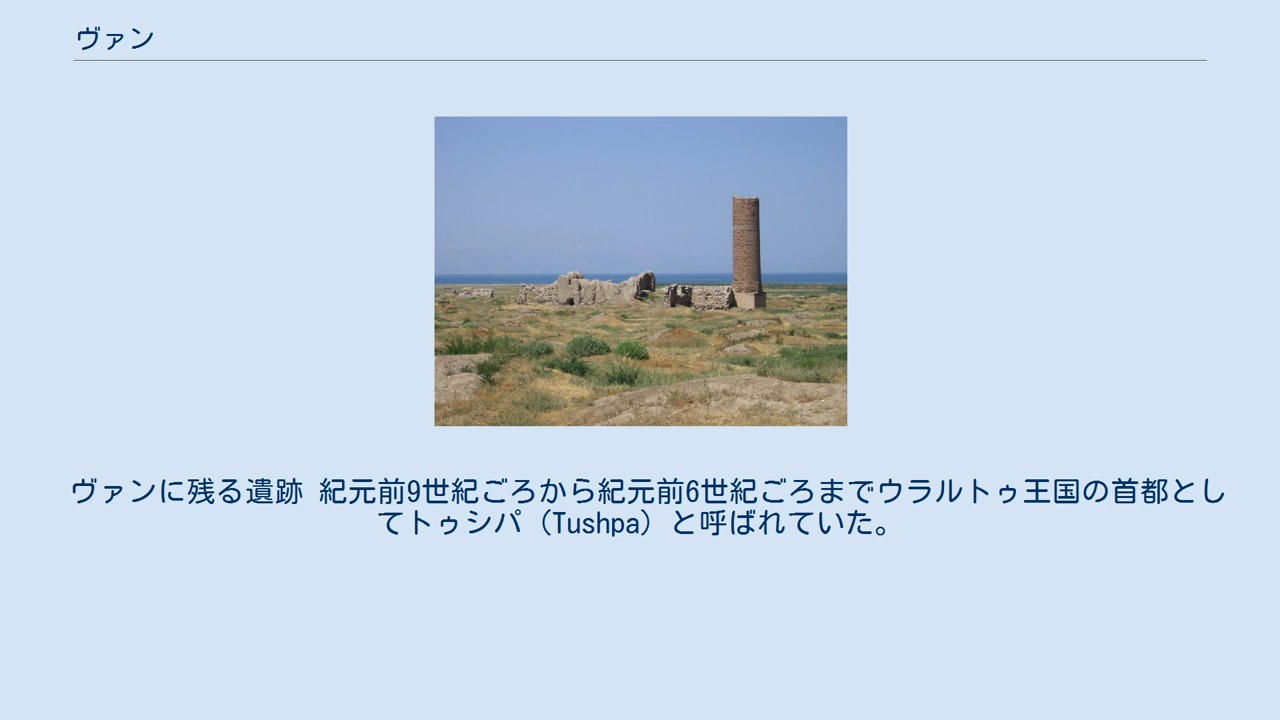 ヴァン
ヴァンに残る遺跡 紀元前9世紀ごろから紀元前6世紀ごろまでウラルトゥ王国の首都とし
てトゥシパ（Tushpa）と呼ばれていた。